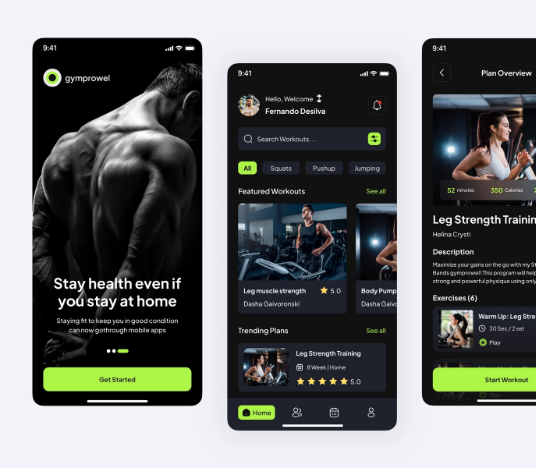 9:41
gymprowel
Stay health even if
you stay at home
Staying fit to keep you in good condition
can now gothrough mobile apps
Get Started
9:41
Hello, Welcome
Fernando Desilva
Search Workouts. . .
All
Squats
Pushup
Jumping
Featured Workouts
See all
Leg muscle strength
5.0
Dasha Gaivoronski
Body Pump
Dasha Gaivo
Trending Plans
See all
Leg Strength Training
8 Week | Home
5.0
Home
9:41
Plan Overview
52 minutes
350 Calories
Leg Strength Trainin
Helina Crysti
Description
Maximize your gains on the go with my St
Bands gymprowel! This program will help
strong and powerful physique using only
Exercises (6)
Warm Up: Leg Stre
30 Sec / 2 set
Play
Start Workout